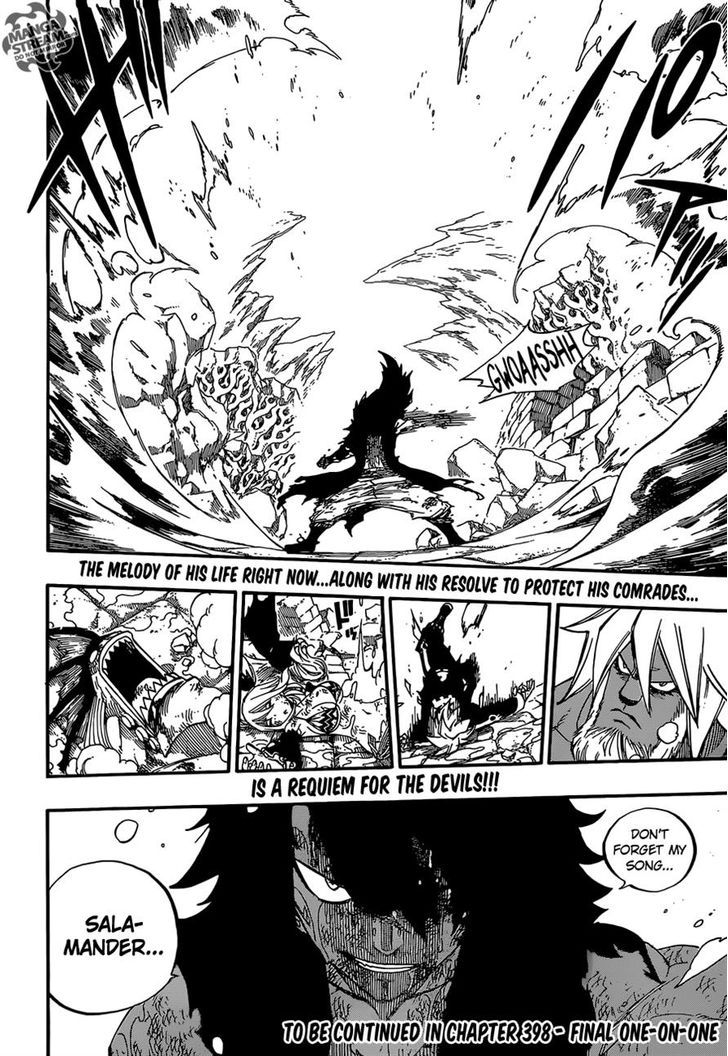 MANGA
STREAM
GWOAASSHH
THE MELODY OF HIS LIFE RIGHT NOW...ALONG WITH HIS RESOLVE TO PROTECT HIS COMRADES...
IS A REQUIEM FOR THE DEVILS!!!
DON'T
FORGET MY
SONG...
SALA-
MANDER...
TO BE CONTINUED IN CHAPTER 398 - FINAL ONE-ON-ONE